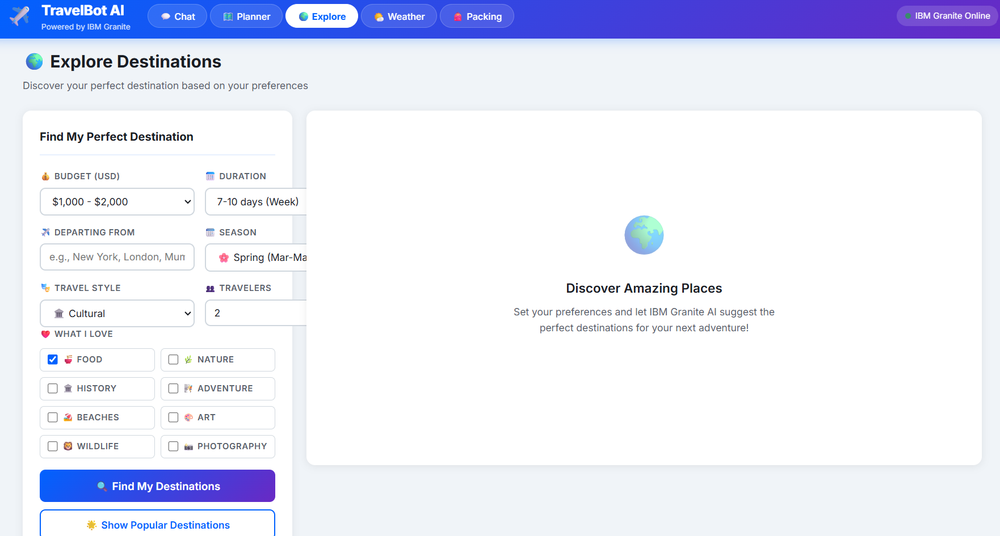 TravelBot AI
Powered by IBM Granite
Chat
Planner
Explore
Weather
Packing
IBM Granite Online
Explore Destinations
Discover your perfect destination based on your preferences
Find My Perfect Destination
BUDGET (USD)
DURATION
$1,000 - $2,000
7-10 days (Week)
DEPARTING FROM
SEASON
e.g., New York, London, Mum
Spring (Mar-Ma
TRAVEL STYLE
TRAVELERS
Cultural
2
WHAT I LOVE
FOOD
NATURE
HISTORY
ADVENTURE
BEACHES
ART
WILDLIFE
PHOTOGRAPHY
Find My Destinations
Show Popular Destinations
Discover Amazing Places
Set your preferences and let IBM Granite AI suggest the
perfect destinations for your next adventure!